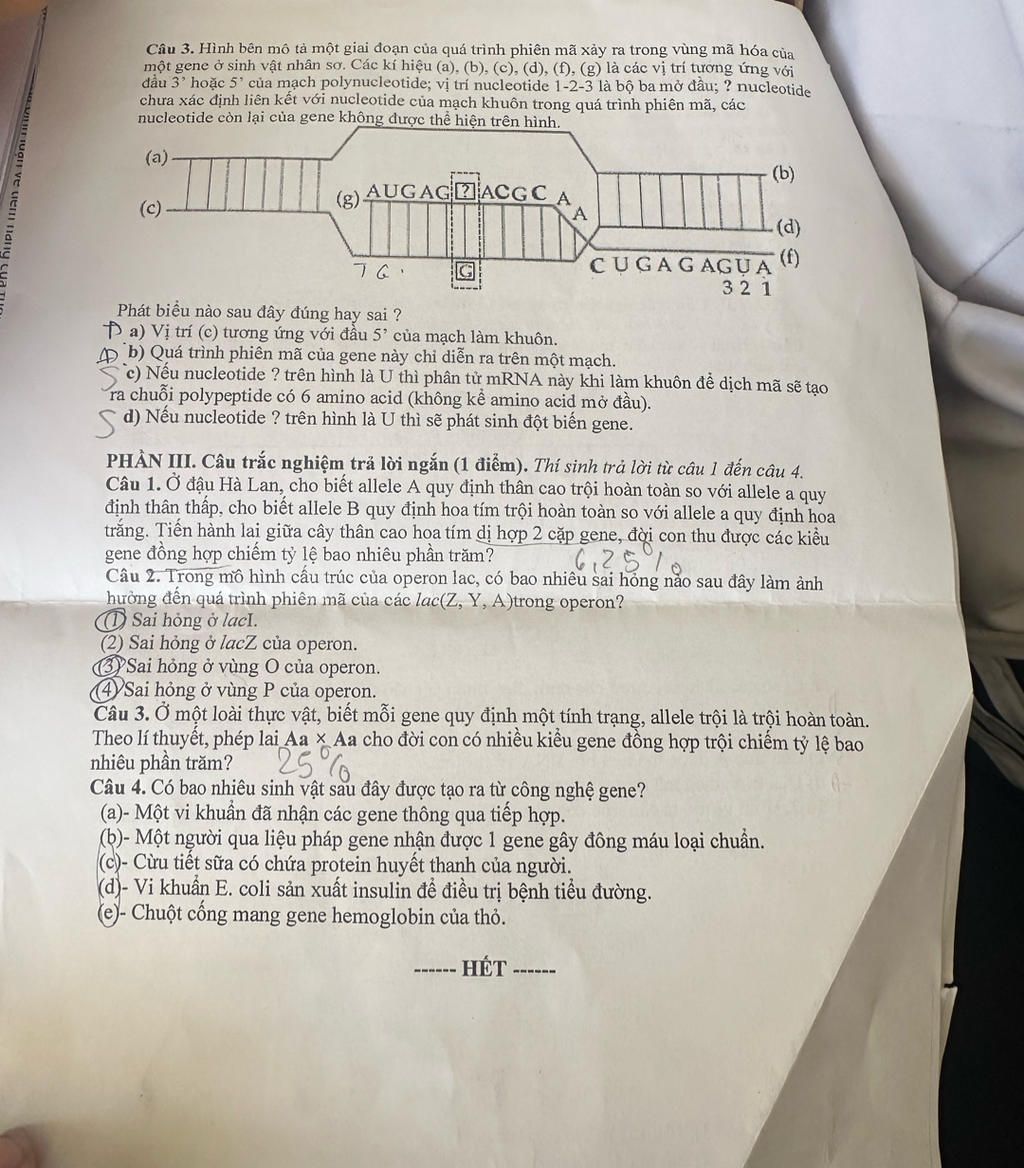 Câu 3. Hình bên mô tả một giai đoạn của quá trình phiên mã xảy ra trong vùng mã hóa của
một gene ở sinh vật nhân sơ. Các kí hiệu (a), (b), (c), (d), (f), (g) là các vị trí tương ứng với
đầu 3’ hoặc 5’ của mạch polynucleotide; vị trí nucleotide 1-2-3 là bộ ba mở đầu; ? nucleotide
chưa xác định liên kết với nucleotide của mạch khuôn trong quá trình phiên mã, các
nucleotide còn lại của gene không được thể hiện trên hình.
(a)
(b)
(c)
(g) AUGAG ? ACGC A
A
(d)
T G .
G
C U G A G A G U A (f)
3 2 1
Phát biểu nào sau đây đúng hay sai ?
Đ a) Vị trí (c) tương ứng với đầu 5’ của mạch làm khuôn.
Đ b) Quá trình phiên mã của gene này chỉ diễn ra trên một mạch.
S c) Nếu nucleotide ? trên hình là U thì phân tử mRNA này khi làm khuôn để dịch mã sẽ tạo
ra chuỗi polypeptide có 6 amino acid (không kể amino acid mở đầu).
S d) Nếu nucleotide ? trên hình là U thì sẽ phát sinh đột biến gene.
PHẦN III. Câu trắc nghiệm trả lời ngắn (1 điểm). Thí sinh trả lời từ câu 1 đến câu 4.
Câu 1. Ở đậu Hà Lan, cho biết allele A quy định thân cao trội hoàn toàn so với allele a quy
định thân thấp, cho biết allele B quy định hoa tím trội hoàn toàn so với allele a quy định hoa
trắng. Tiến hành lai giữa cây thân cao hoa tím dị hợp 2 cặp gene, đời con thu được các kiểu
gene đồng hợp chiếm tỷ lệ bao nhiêu phần trăm?
6,25%
Câu 2. Trong mô hình cấu trúc của operon lac, có bao nhiêu sai hỏng nào sau đây làm ảnh
hưởng đến quá trình phiên mã của các lac(Z, Y, A)trong operon?
(1) Sai hỏng ở lacI.
(2) Sai hỏng ở lacZ của operon.
(3) Sai hỏng ở vùng O của operon.
(4) Sai hỏng ở vùng P của operon.
Câu 3. Ở một loài thực vật, biết mỗi gene quy định một tính trạng, allele trội là trội hoàn toàn.
Theo lí thuyết, phép lai Aa × Aa cho đời con có nhiều kiểu gene đồng hợp trội chiếm tỷ lệ bao
nhiêu phần trăm?
25%
Câu 4. Có bao nhiêu sinh vật sau đây được tạo ra từ công nghệ gene?
(a)- Một vi khuẩn đã nhận các gene thông qua tiếp hợp.
(b)- Một người qua liệu pháp gene nhận được 1 gene gây đông máu loại chuẩn.
(c)- Cừu tiết sữa có chứa protein huyết thanh của người.
(d)- Vi khuẩn E. coli sản xuất insulin để điều trị bệnh tiểu đường.
(e)- Chuột cống mang gene hemoglobin của thỏ.
------ HẾT ------